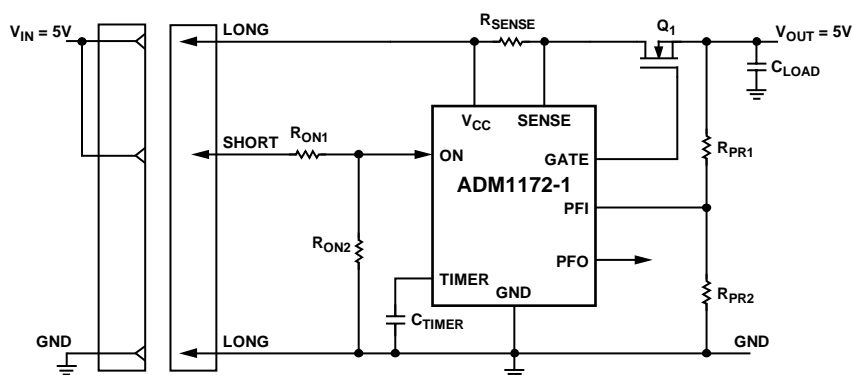 V_IN = 5V
LONG
R_SENSE
Q_1
V_OUT = 5V
C_LOAD
V_CC
SENSE
SHORT
R_ON1
ON
GATE
R_PR1
ADM1172-1
PFI
R_ON2
PFO
TIMER
R_PR2
GND
C_TIMER
GND
LONG
GND